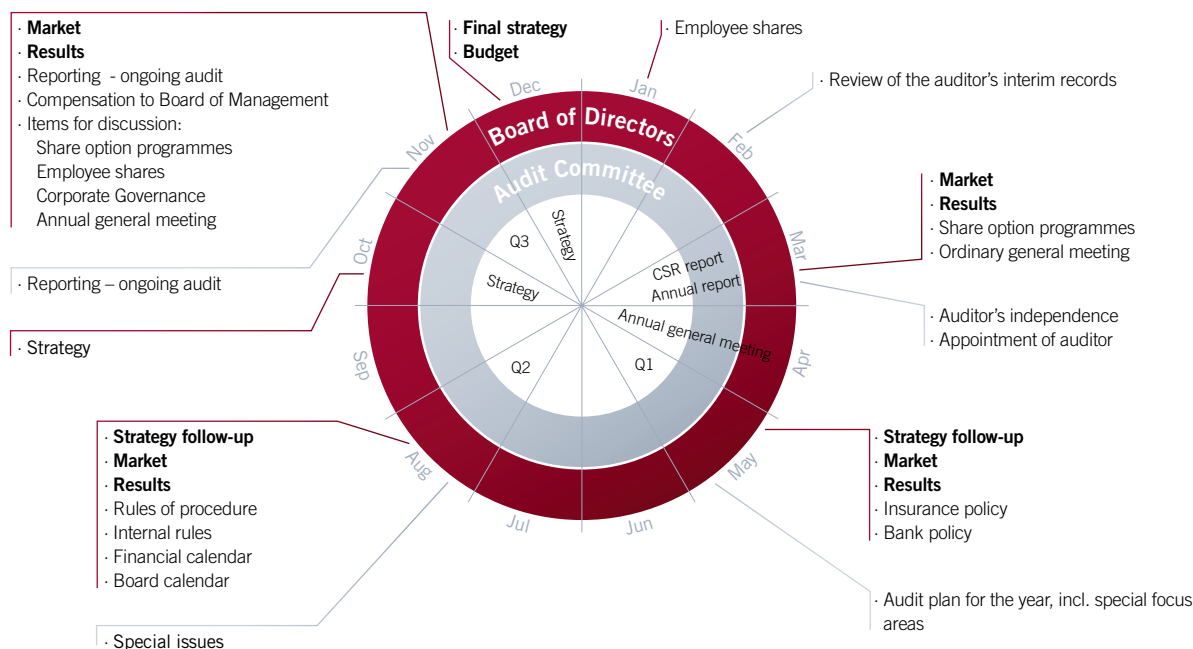 · Market
· Results
· Reporting - ongoing audit
· Compensation to Board of Management
· Items for discussion:
Share option programmes
Employee shares
Corporate Governance
Annual general meeting
· Reporting – ongoing audit
· Strategy
· Final strategy
· Budget
· Employee shares
· Review of the auditor's interim records
· Market
· Results
· Share option programmes
· Ordinary general meeting
· Auditor's independence
· Appointment of auditor
· Strategy follow-up
· Market
· Results
· Insurance policy
· Bank policy
· Audit plan for the year, incl. special focus
areas
· Strategy follow-up
· Market
· Results
· Rules of procedure
· Internal rules
· Financial calendar
· Board calendar
· Special issues
Jan
Feb
Mar
Apr
May
Jun
Jul
Aug
Sep
Oct
Nov
Dec
Board of Directors
Audit Committee
Strategy
Q3
Strategy
Q2
Q1
CSR report
Annual report
Annual general meeting